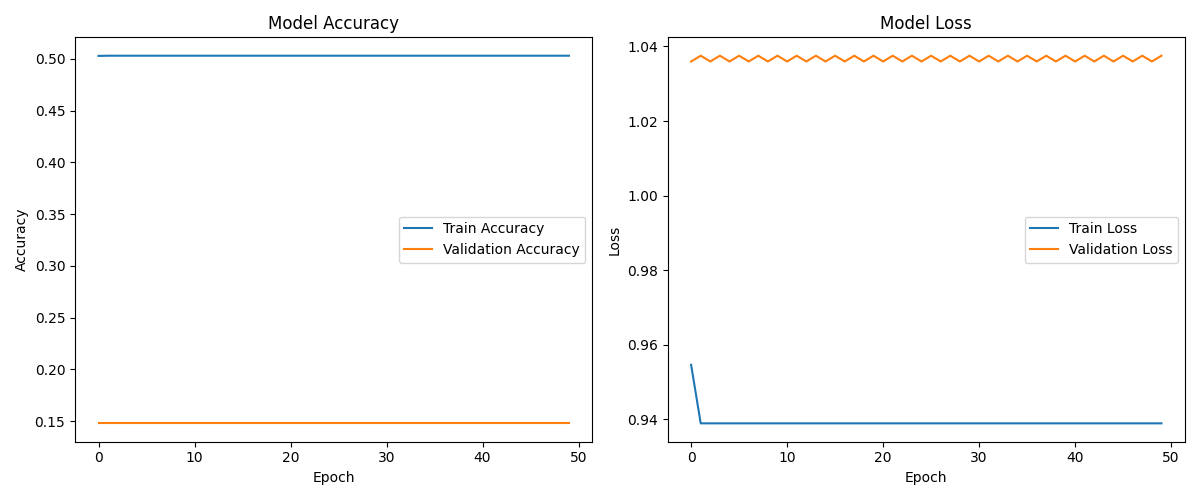 Model Accuracy
0.50
0.45
0.40
0.35
0.30
0.25
0.20
0.15
Accuracy
Train Accuracy
Validation Accuracy
0 10 20 30 40 50
Epoch
Model Loss
1.04
1.02
1.00
0.98
0.96
0.94
Loss
Train Loss
Validation Loss
0 10 20 30 40 50
Epoch